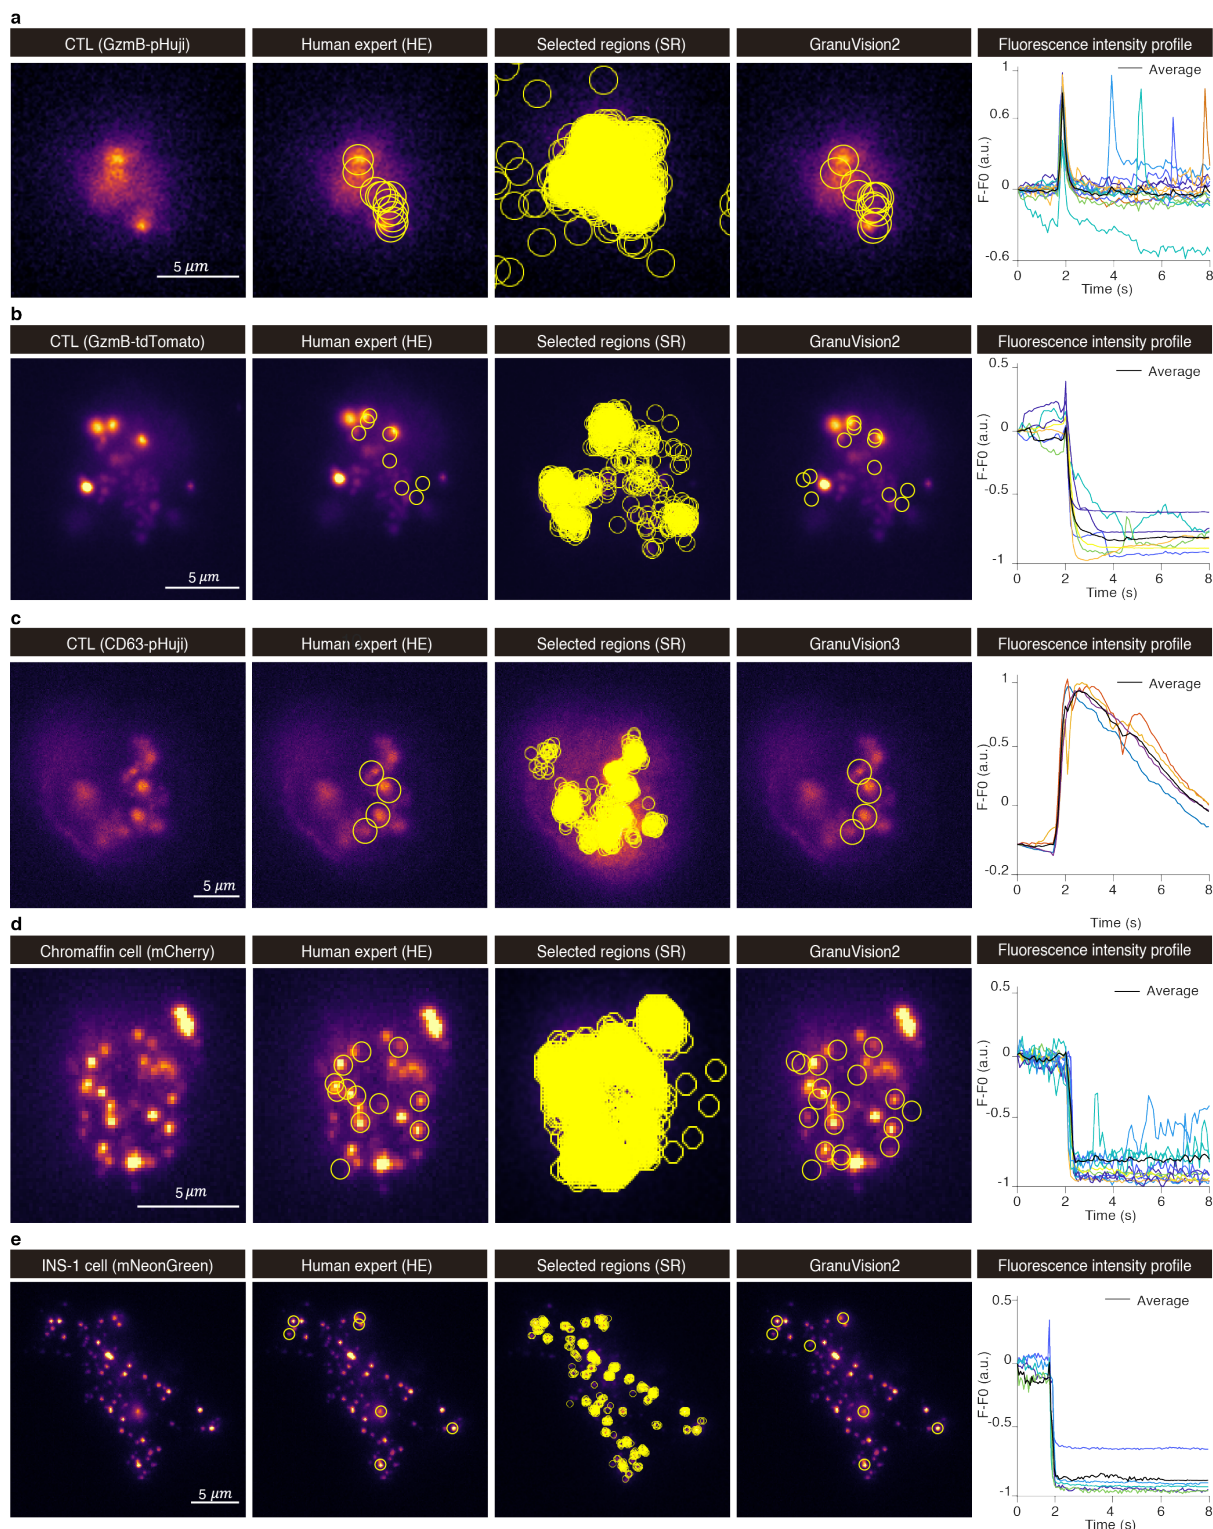 a
CTL (GzmB-pHuji)
Human expert (HE)
Selected regions (SR)
GranuVision2
Fluorescence intensity profile
5 μm
1
0.6
0
-0.6
F-F0 (a.u.)
Average
0 2 4 6 8
Time (s)
b
CTL (GzmB-tdTomato)
Human expert (HE)
Selected regions (SR)
GranuVision2
Fluorescence intensity profile
5 μm
0.5
0
-0.5
-1
F-F0 (a.u.)
Average
0 2 4 6 8
Time (s)
c
CTL (CD63-pHuji)
Human expert (HE)
Selected regions (SR)
GranuVision3
Fluorescence intensity profile
5 μm
1
0.5
0
-0.2
F-F0 (a.u.)
Average
0 2 4 6 8
Time (s)
d
Chromaffin cell (mCherry)
Human expert (HE)
Selected regions (SR)
GranuVision2
Fluorescence intensity profile
5 μm
0.5
0
-0.5
-1
F-F0 (a.u.)
Average
0 2 4 6 8
Time (s)
e
INS-1 cell (mNeonGreen)
Human expert (HE)
Selected regions (SR)
GranuVision2
Fluorescence intensity profile
5 μm
0.5
0
-0.5
-1
F-F0 (a.u.)
Average
0 2 4 6 8
Time (s)